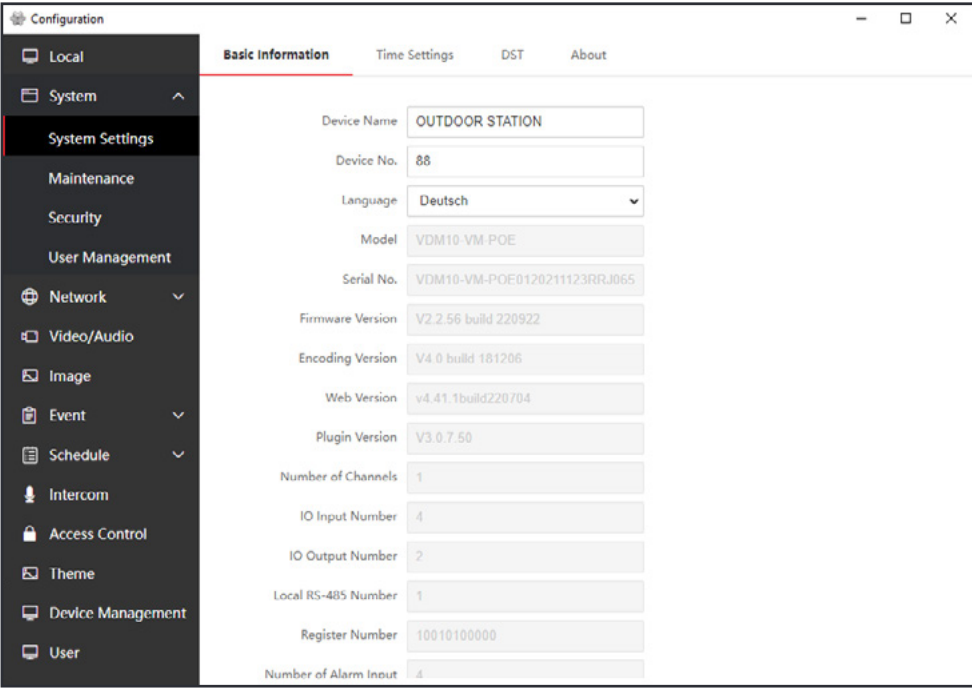 Configuration
Local
System
System Settings
Maintenance
Security
User Management
Network
Video/Audio
Image
Event
Schedule
Intercom
Access Control
Theme
Device Management
User
Basic Information Time Settings DST About
Device Name OUTDOOR STATION
Device No. 88
Language Deutsch
Model VDM10-VM-POE
Serial No. VDM10-VM-POE0120211123RRJ065
Firmware Version V2.2.56 build 220922
Encoding Version V4.0 build 181206
Web Version v4.41.1build220704
Plugin Version V3.0.7.50
Number of Channels 1
IO Input Number 4
IO Output Number 2
Local RS-485 Number 1
Register Number 10010100000
Number of Alarm Input 4